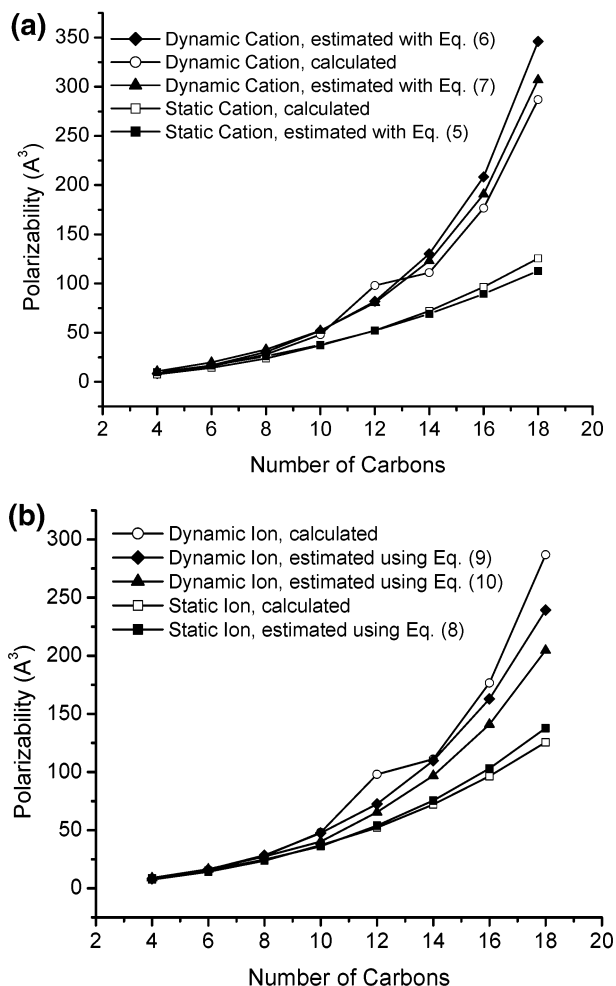 (a)
350
300
250
200
150
100
50
0
Polarizability (A³)
Dynamic Cation, estimated with Eq. (6)
Dynamic Cation, calculated
Dynamic Cation, estimated with Eq. (7)
Static Cation, calculated
Static Cation, estimated with Eq. (5)
2 4 6 8 10 12 14 16 18 20
Number of Carbons
(b)
300
250
200
150
100
50
0
Polarizability (A³)
Dynamic Ion, calculated
Dynamic Ion, estimated using Eq. (9)
Dynamic Ion, estimated using Eq. (10)
Static Ion, calculated
Static Ion, estimated using Eq. (8)
2 4 6 8 10 12 14 16 18 20
Number of Carbons